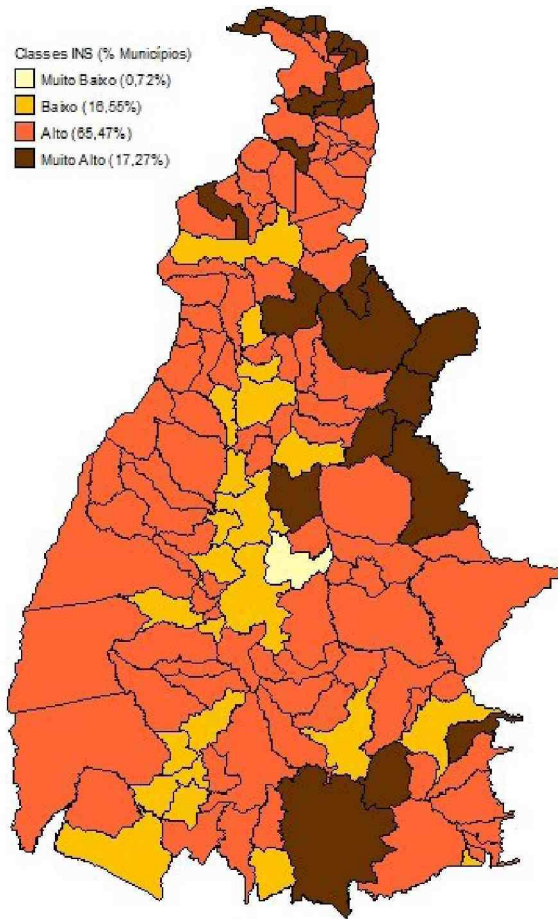 Classes INS (% Municípios)
Muito Baixo (0,72%)
Baixo (16,55%)
Alto (65,47%)
Muito Alto (17,27%)